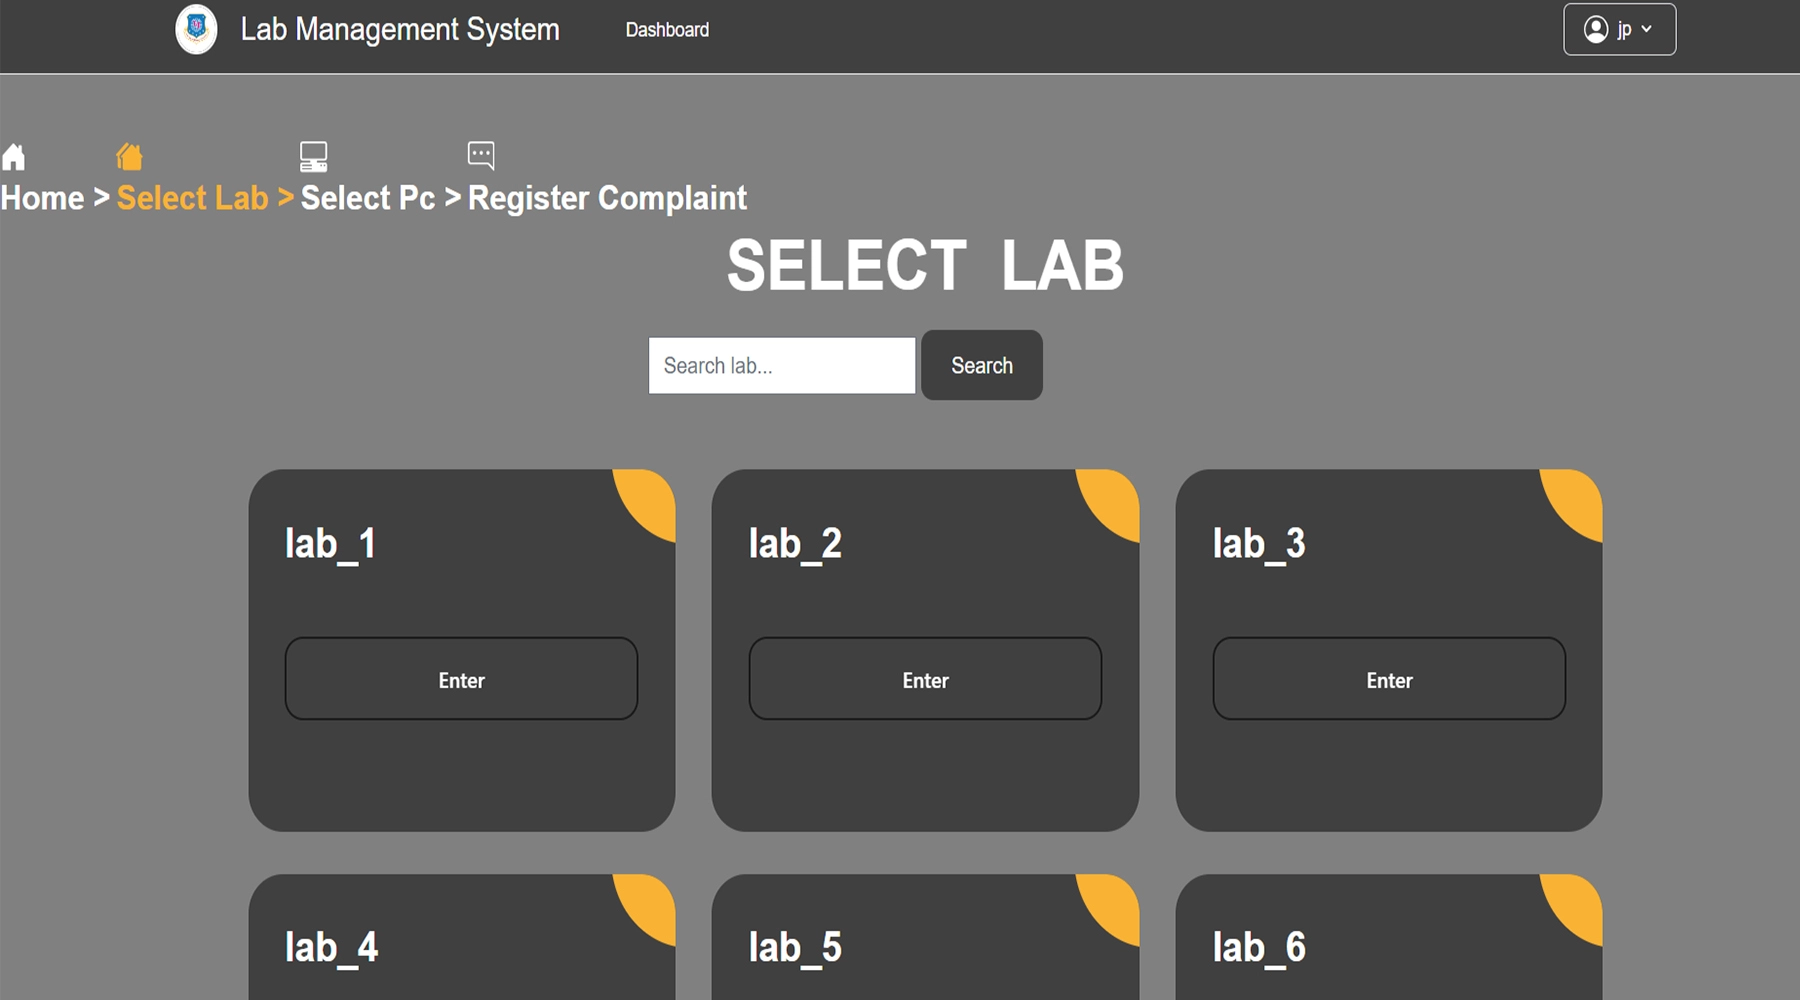 Lab Management System Dashboard jp
Home > Select Lab > Select Pc > Register Complaint
SELECT LAB
Search lab... Search
lab_1 lab_2 lab_3
Enter Enter Enter
lab_4 lab_5 lab_6